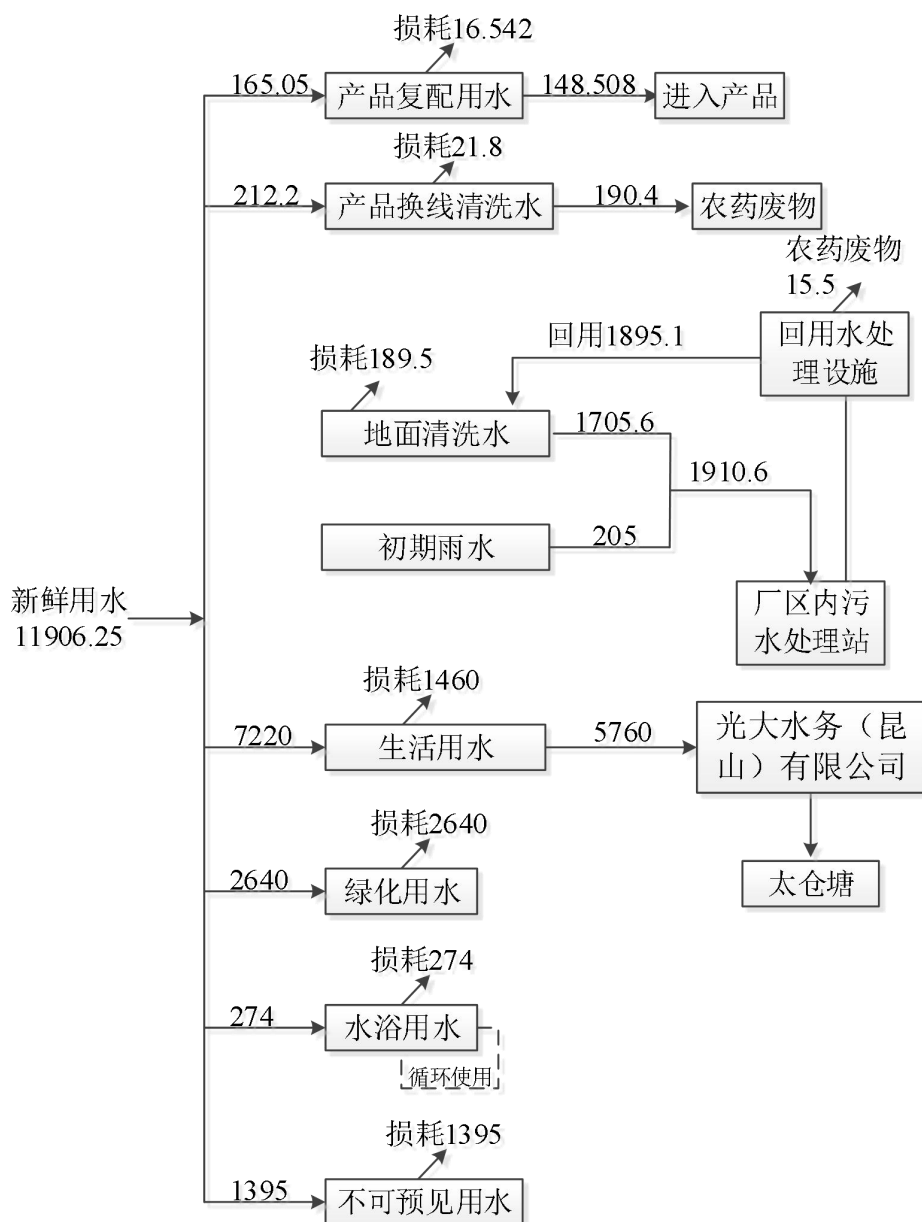 损耗16.542
165.05
产品复配用水
148.508
进入产品
损耗21.8
212.2
产品换线清洗水
190.4
农药废物
农药废物
15.5
回用水处
理设施
回用1895.1
损耗189.5
地面清洗水
1705.6
1910.6
初期雨水
205
厂区内污
水处理站
新鲜用水
11906.25
损耗1460
7220
生活用水
5760
光大水务（昆
山）有限公司
太仓塘
损耗2640
2640
绿化用水
损耗274
274
水浴用水
循环使用
损耗1395
1395
不可预见用水